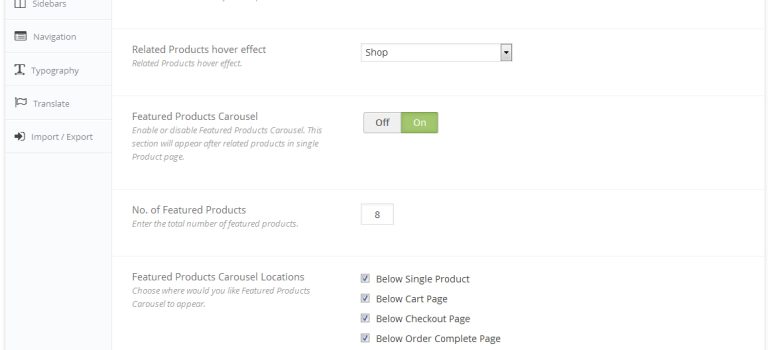 Sidebars
Navigation
Typography
Translate
Import / Export
Related Products hover effect
Related Products hover effect.
Shop
Featured Products Carousel
Enable or disable Featured Products Carousel. This
section will appear after related products in single
Product page.
Off On
No. of Featured Products
Enter the total number of featured products.
8
Featured Products Carousel Locations
Choose where would you like Featured Products
Carousel to appear.
Below Single Product
Below Cart Page
Below Checkout Page
Below Order Complete Page